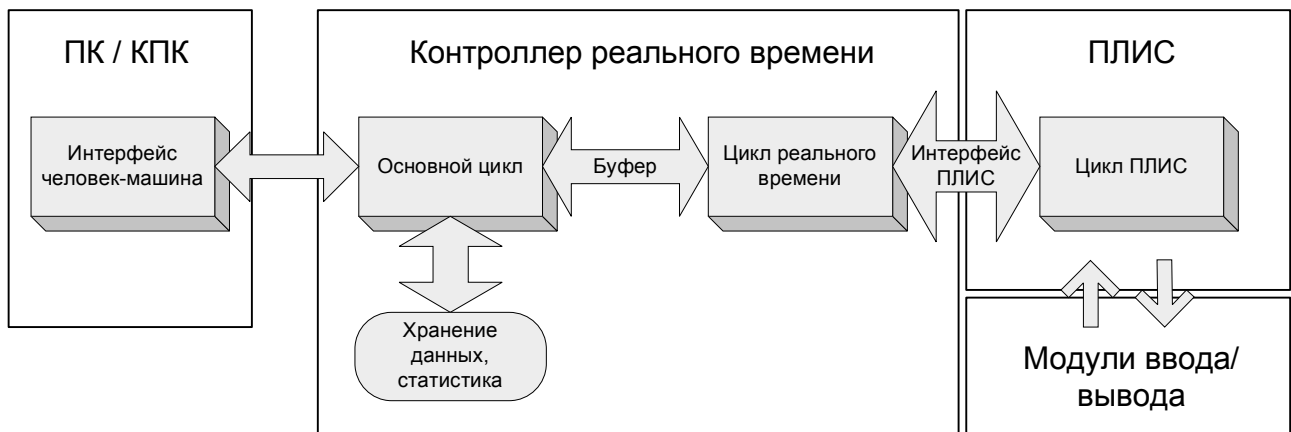 ПК / КПК
Контроллер реального времени
ПЛИС
Интерфейс
человек-машина
Основной цикл
Буфер
Цикл реального
времени
Интерфейс
ПЛИС
Цикл ПЛИС
Хранение
данных,
статистика
Модули ввода/
вывода